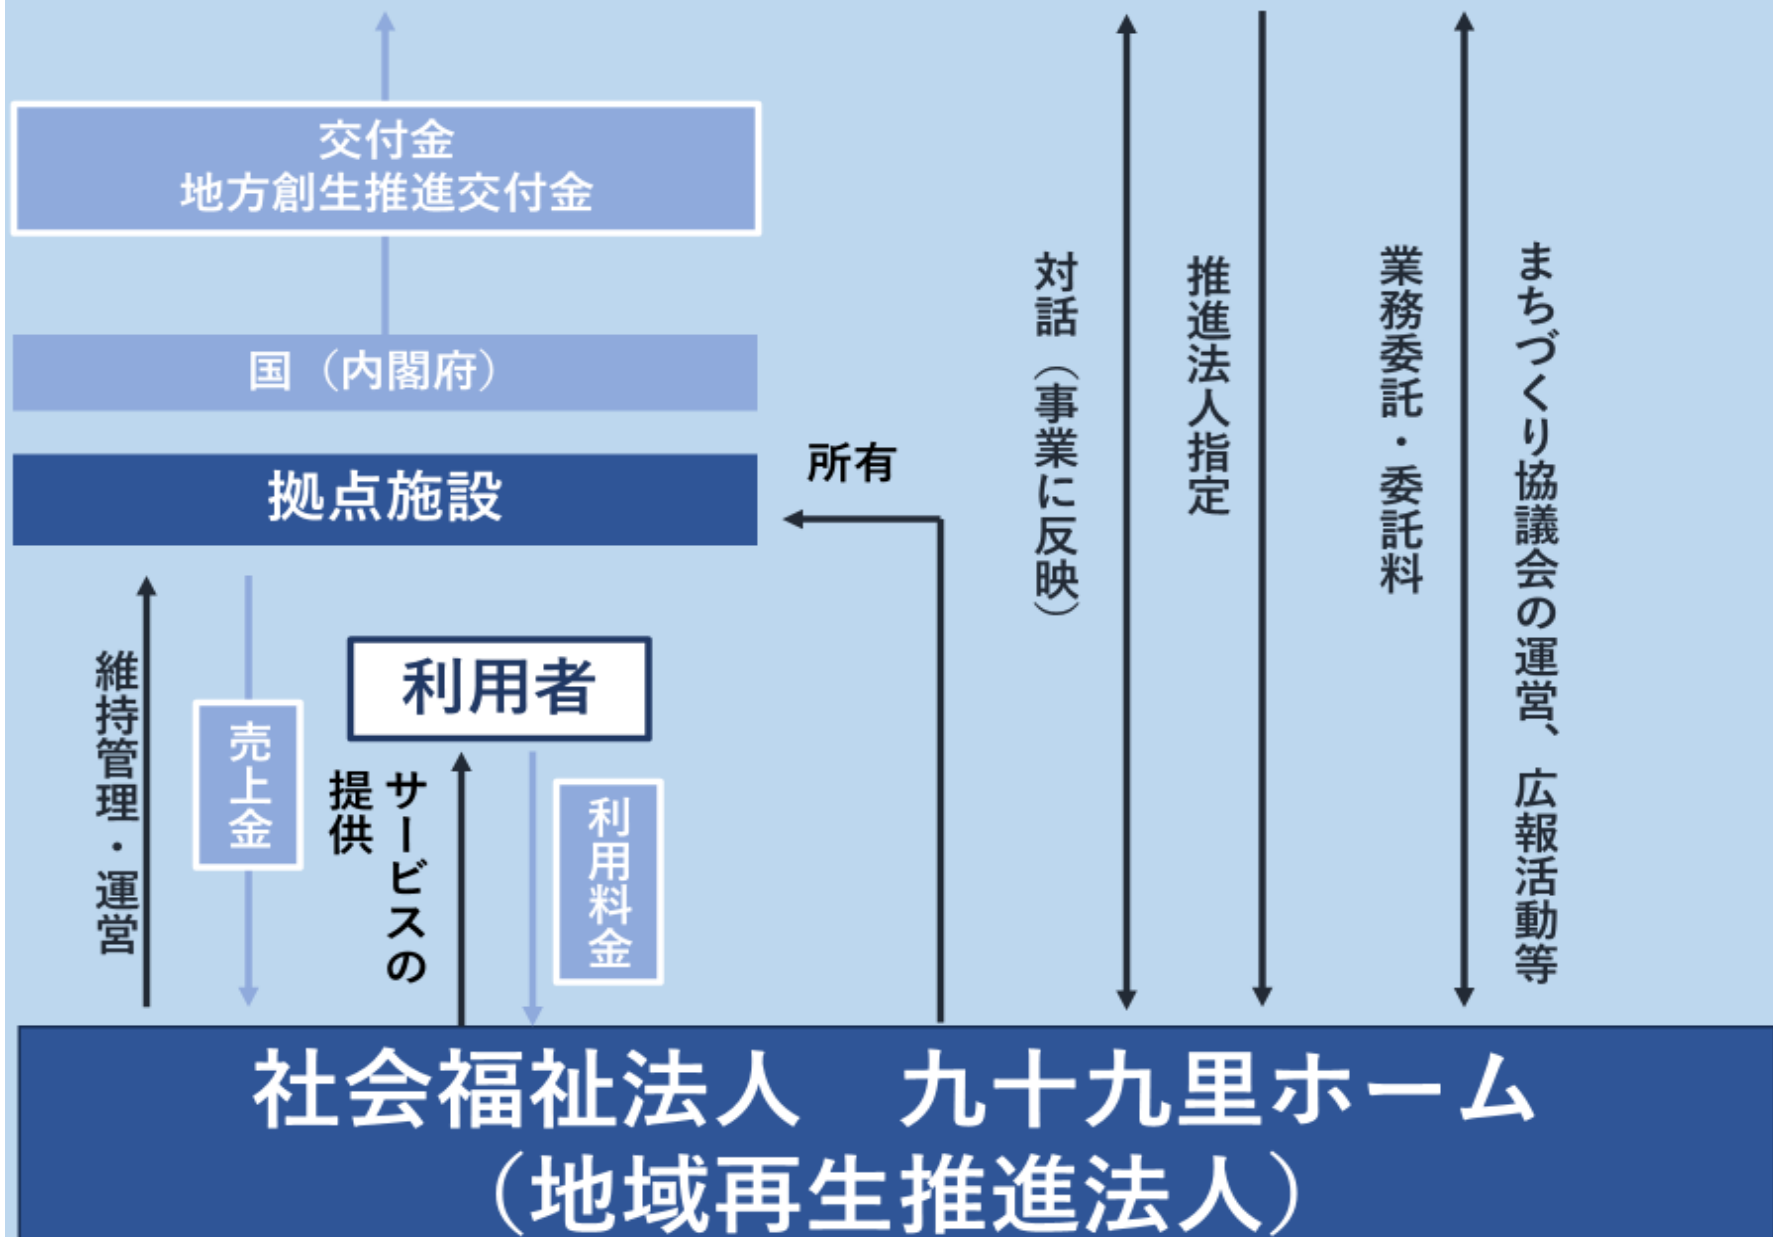 交付金
地方創生推進交付金
国（内閣府）
拠点施設
所有
対話（事業に反映）
推進法人指定
業務委託・委託料
まちづくり協議会の運営、広報活動等
維持管理・運営
売上金
利用者
サービスの
提供
利用料金
社会福祉法人　九十九里ホーム
（地域再生推進法人）